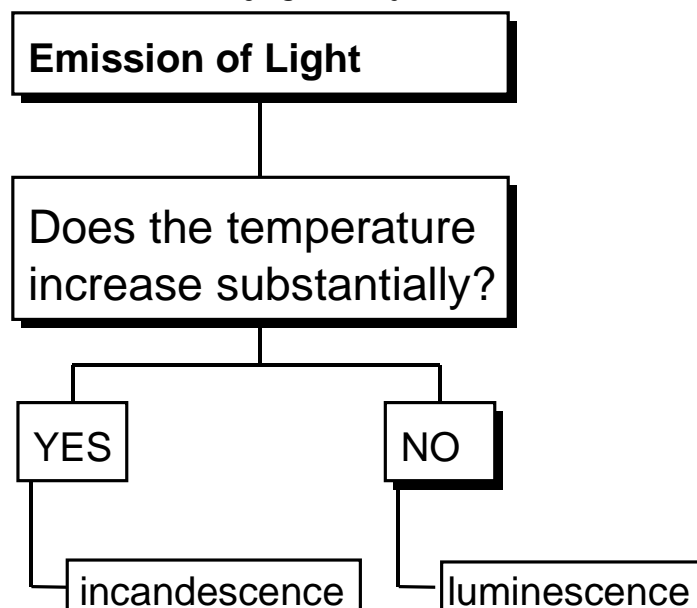 Emission of Light
Does the temperature
increase substantially?
YES
NO
incandescence
luminescence